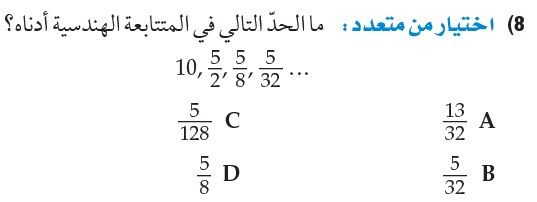 8) اختيار من متعدد : ما الحدّ التالي في المتتابعة الهندسية أدناه؟
10, 5/2, 5/8, 5/32 ...
A 13/32 C 5/128
B 5/32 D 5/8